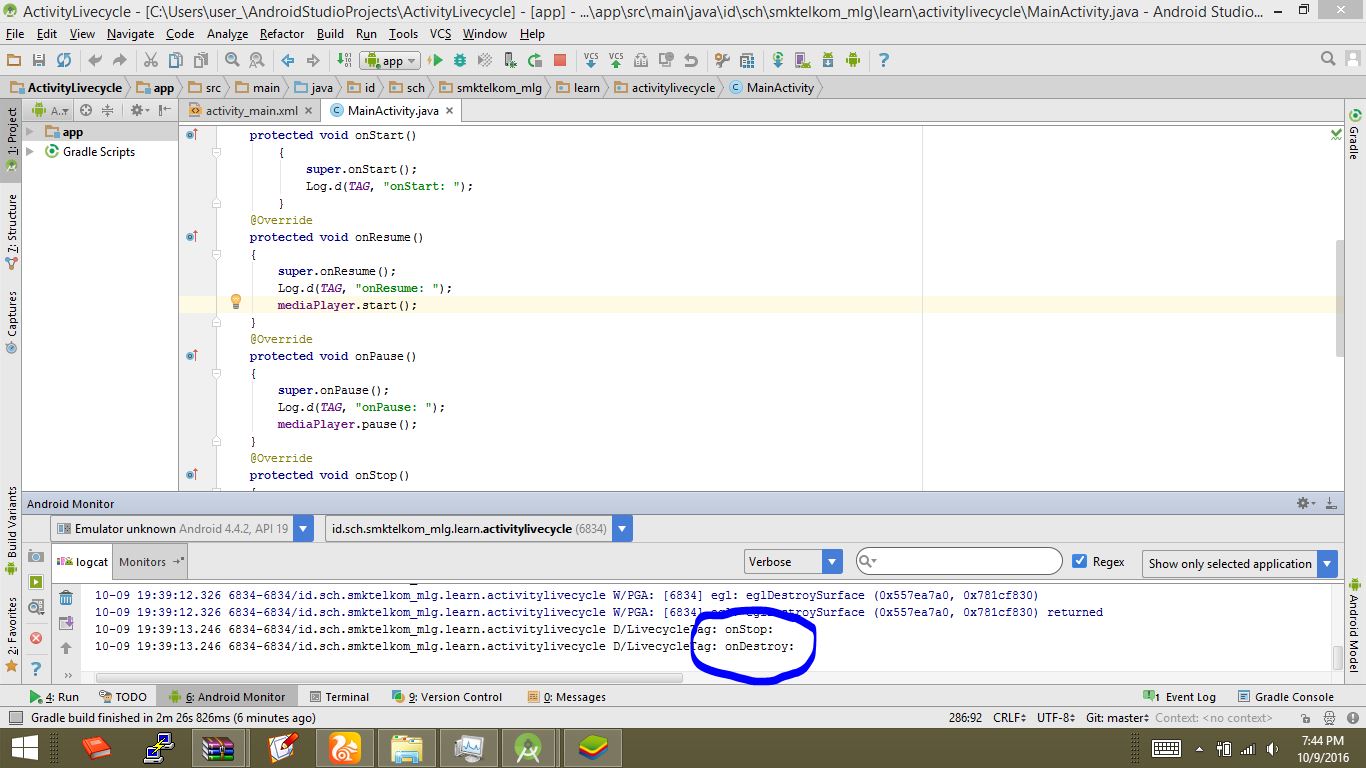 ActivityLivecycle - [C:\Users\user_\AndroidStudioProjects\ActivityLivecycle] - [app] - ...\app\src\main\java\id\sch\smktelkom_mlg\learn\activitylivecycle\MainActivity.java - Android Studio...
File Edit View Navigate Code Analyze Refactor Build Run Tools VCS Window Help
app
ActivityLivecycle app src main java id sch smktelkom_mlg learn activitylivecycle MainActivity
1: Project
7: Structure
Captures
Build Variants
2: Favorites
A..
app
Gradle Scripts
activity_main.xml MainActivity.java
protected void onStart()
{
super.onStart();
Log.d(TAG, "onStart: ");
}
@Override
protected void onResume()
{
super.onResume();
Log.d(TAG, "onResume: ");
mediaPlayer.start();
}
@Override
protected void onPause()
{
super.onPause();
Log.d(TAG, "onPause: ");
mediaPlayer.pause();
}
@Override
protected void onStop()
Gradle
Android Model
Android Monitor
Emulator unknown Android 4.4.2, API 19 id.sch.smktelkom_mlg.learn.activitylivecycle (6834)
logcat Monitors Verbose Regex Show only selected application
10-09 19:39:12.326 6834-6834/id.sch.smktelkom_mlg.learn.activitylivecycle W/PGA: [6834] egl: eglDestroySurface (0x557ea7a0, 0x781cf830)
10-09 19:39:12.326 6834-6834/id.sch.smktelkom_mlg.learn.activitylivecycle W/PGA: [6834] egl: eglDestroySurface (0x557ea7a0, 0x781cf830) returned
10-09 19:39:13.246 6834-6834/id.sch.smktelkom_mlg.learn.activitylivecycle D/LivecycleTag: onStop:
10-09 19:39:13.246 6834-6834/id.sch.smktelkom_mlg.learn.activitylivecycle D/LivecycleTag: onDestroy:
4: Run TODO 6: Android Monitor Terminal 9: Version Control 0: Messages 1 Event Log Gradle Console
Gradle build finished in 2m 26s 826ms (6 minutes ago) 286:92 CRLF UTF-8 Git: master Context: <no context>
7:44 PM
10/9/2016